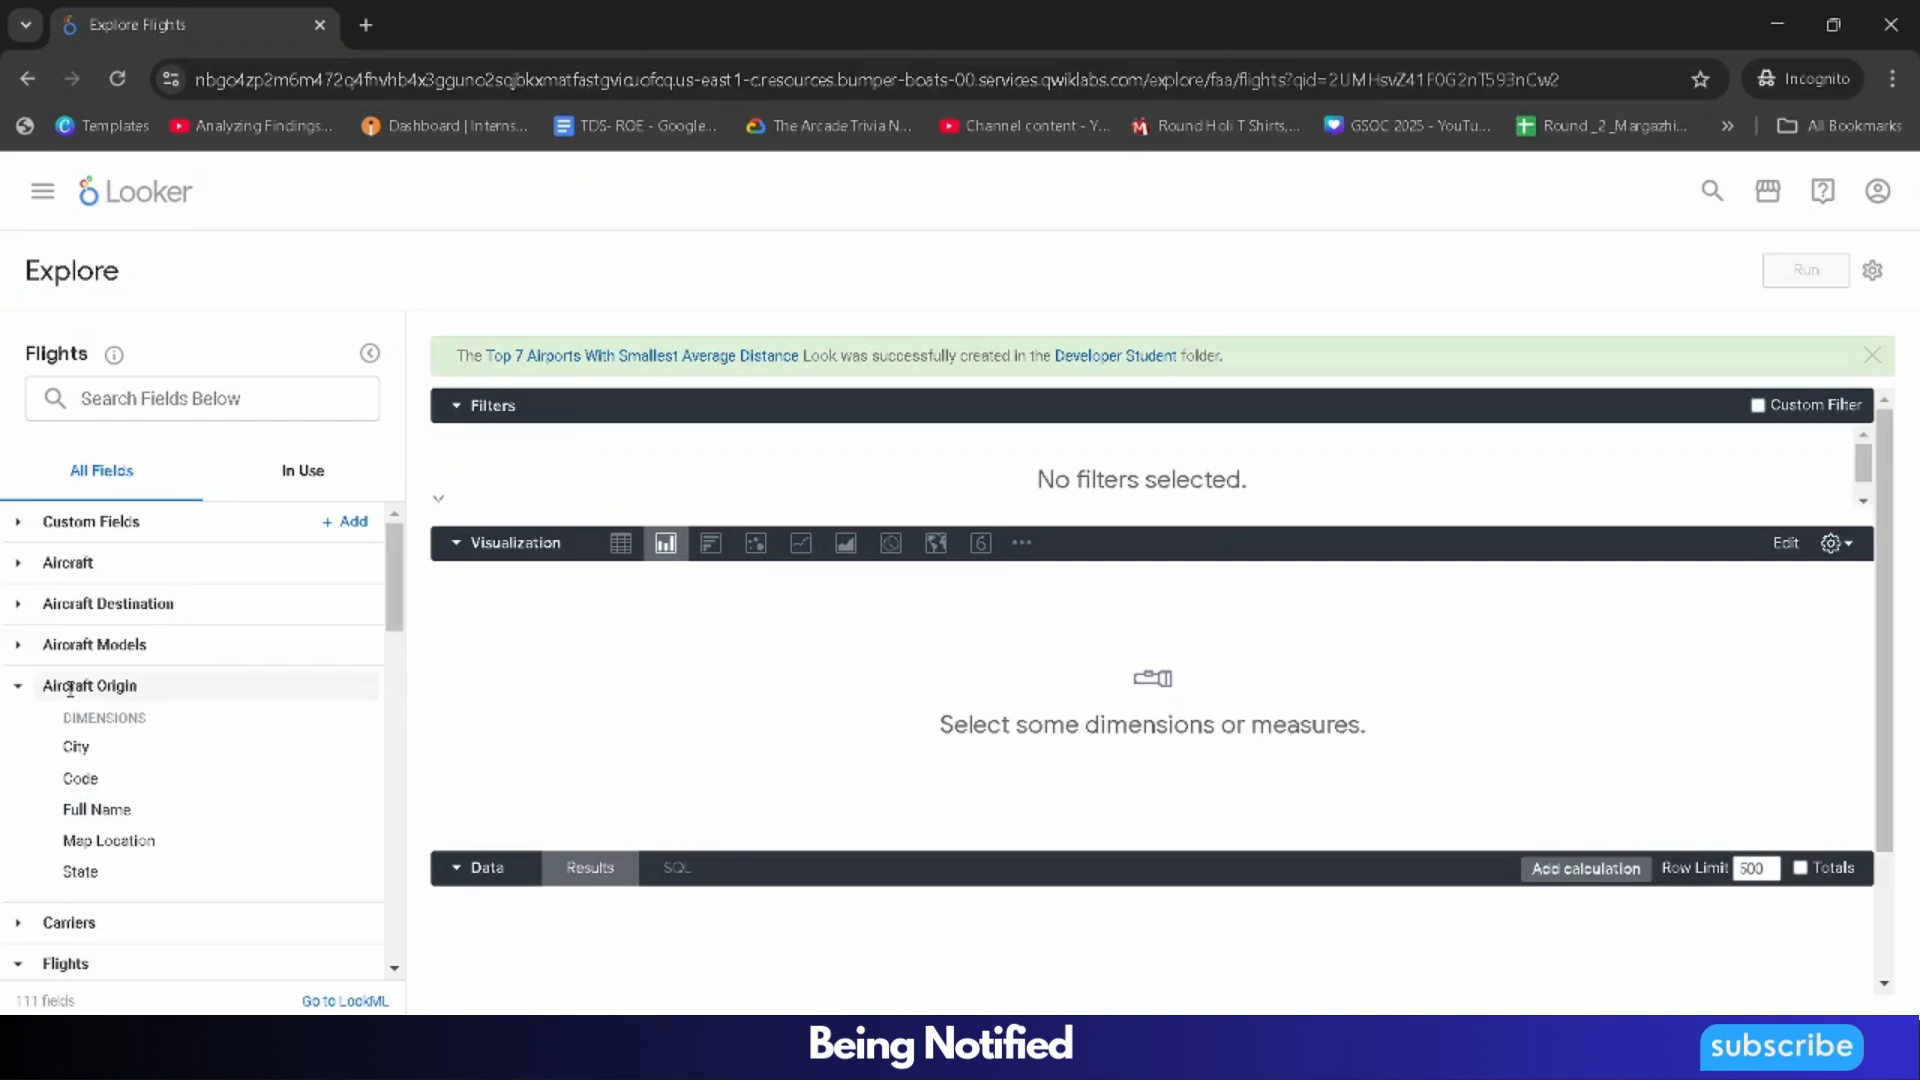 Explore Flights
nbgo4zp2m6m472q4fhvhb4x3gguno2sqjbkxmatfastgvicuofcq.us-east1-c.resources.bumper-boats-00.services.qwiklabs.com/explore/faa/flights?qid=2UMHsvZ41F0G2nT593nCw2
Incognito
Templates
Analyzing Findings...
Dashboard | Interns...
TDS- ROE - Google...
The Arcade Trivia N...
Channel content - Y...
Round Holi T Shirts,...
GSOC 2025 - YouTu...
Round _2 _Margazhi...
All Bookmarks
Looker
Explore
Run
Flights
Search Fields Below
All Fields
In Use
Custom Fields
+ Add
Aircraft
Aircraft Destination
Aircraft Models
Aircraft Origin
DIMENSIONS
City
Code
Full Name
Map Location
State
Carriers
Flights
111 fields
Go to LookML
The Top 7 Airports With Smallest Average Distance Look was successfully created in the Developer Student folder.
Filters
Custom Filter
No filters selected.
Visualization
6
Edit
Select some dimensions or measures.
Data
Results
SQL
Add calculation
Row Limit
500
Totals
Being Notified
subscribe